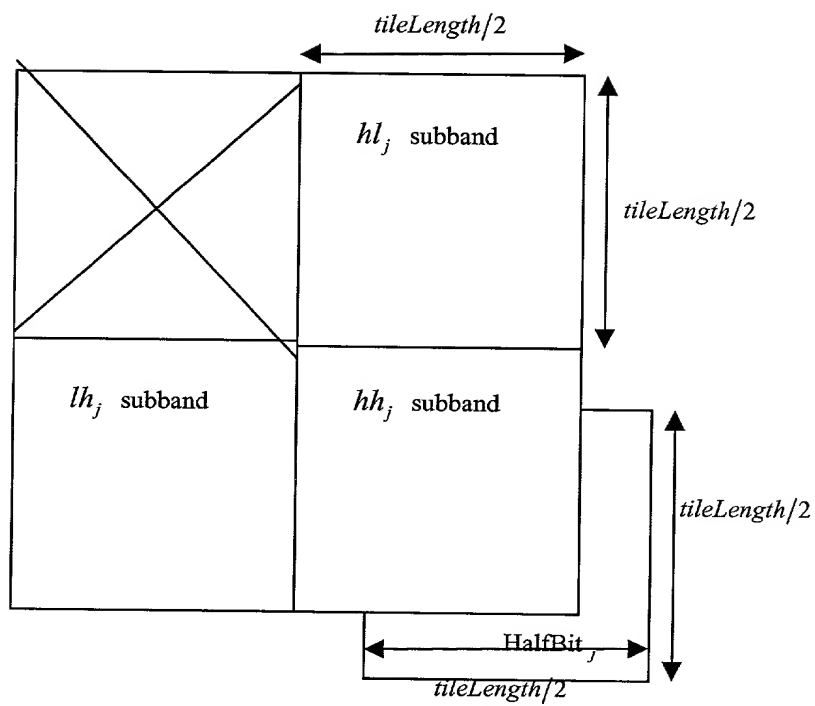 tileLength/2
hl_j subband
tileLength/2
lh_j subband
hh_j subband
tileLength/2
HalfBit_j
tileLength/2